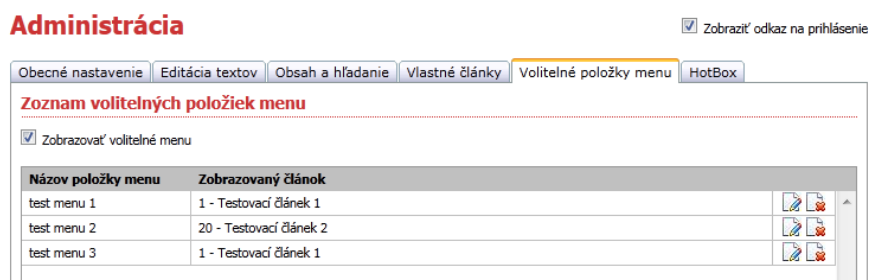 Administrácia
Zobraziť odkaz na prihlásenie
Obecné nastavenie Editácia textov Obsah a hľadanie Vlastné články Volitelné položky menu HotBox
Zoznam volitelných položiek menu
Zobrazovať volitelné menu
Názov položky menu Zobrazovaný článok
test menu 1 1 - Testovací článek 1
test menu 2 20 - Testovací článek 2
test menu 3 1 - Testovací článek 1